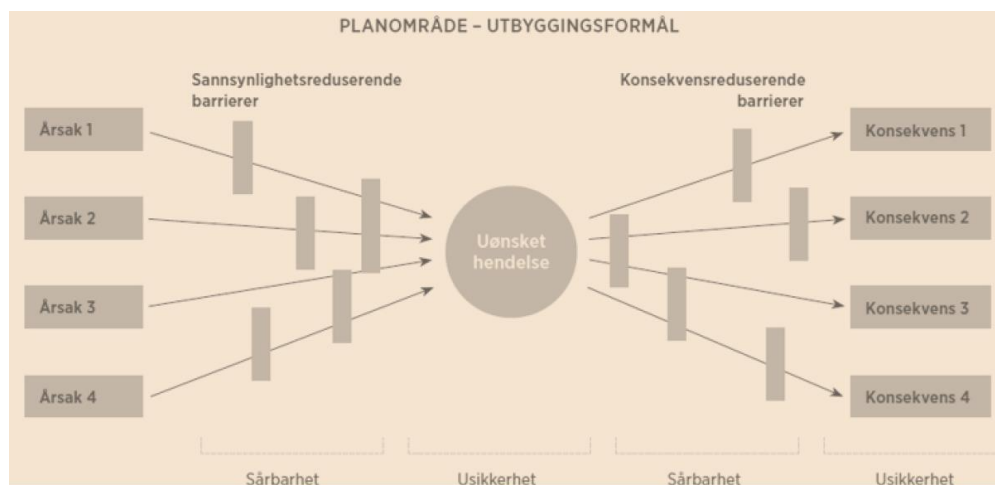 PLANOMRÅDE – UTBYGGINGSFORMÅL
Sannsynlighetsreduserende
barrierer
Konsekvensreduserende
barrierer
Årsak 1
Årsak 2
Årsak 3
Årsak 4
Uønsket
hendelse
Konsekvens 1
Konsekvens 2
Konsekvens 3
Konsekvens 4
Sårbarhet
Usikkerhet
Sårbarhet
Usikkerhet